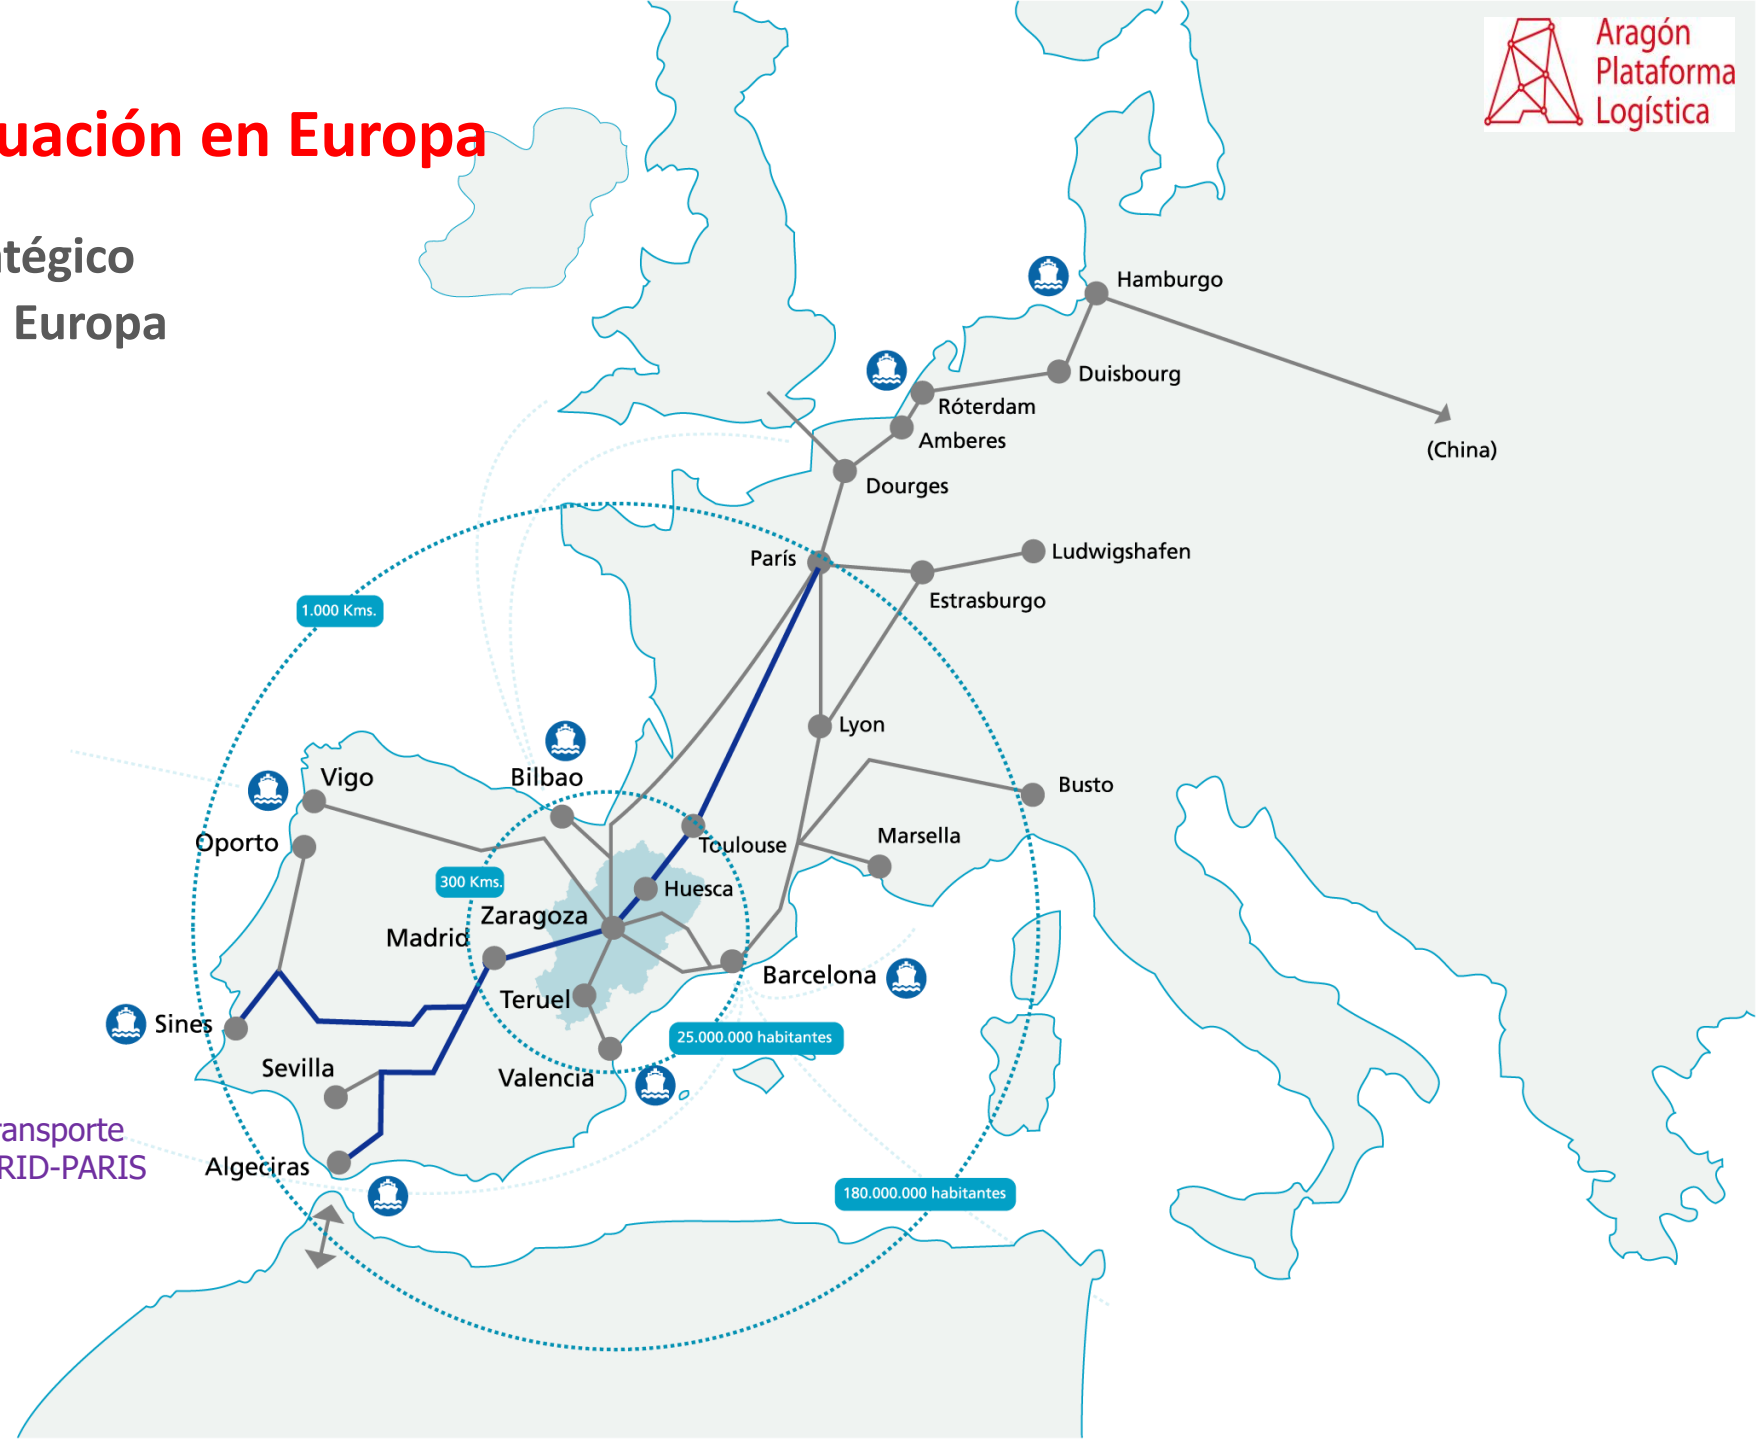 Aragón
Plataforma
Logística
uación en Europa
tégico
Europa
Hamburgo
Duisbourg
Róterdam
Amberes
(China)
Dourges
París
Ludwigshafen
Estrasburgo
1.000 Kms.
Lyon
Vigo
Bilbao
Busto
Oporto
Toulouse
Marsella
300 Kms.
Huesca
Zaragoza
Madrid
Barcelona
Teruel
Sines
25.000.000 habitantes
Sevilla
Valencia
ransporte
RID-PARIS
Algeciras
180.000.000 habitantes